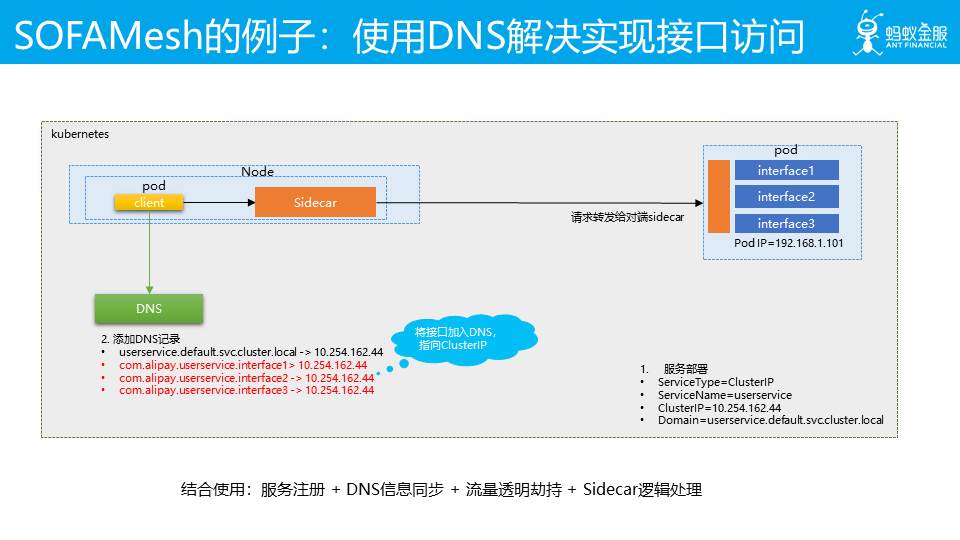 SOFAMesh的例子：使用DNS解决实现接口访问
蚂蚁金服
ANT FINANCIAL
kubernetes
Node
pod
client
Sidecar
请求转发给对端sidecar
pod
interface1
interface2
interface3
Pod IP=192.168.1.101
DNS
2. 添加DNS记录
• userservice.default.svc.cluster.local -> 10.254.162.44
• com.alipay.userservice.interface1> 10.254.162.44
• com.alipay.userservice.interface2 -> 10.254.162.44
• com.alipay.userservice.interface3 -> 10.254.162.44
将接口加入DNS，
指向ClusterIP
1. 服务部署
• ServiceType=ClusterIP
• ServiceName=userservice
• ClusterIP=10.254.162.44
• Domain=userservice.default.svc.cluster.local
结合使用：服务注册 + DNS信息同步 + 流量透明劫持 + Sidecar逻辑处理